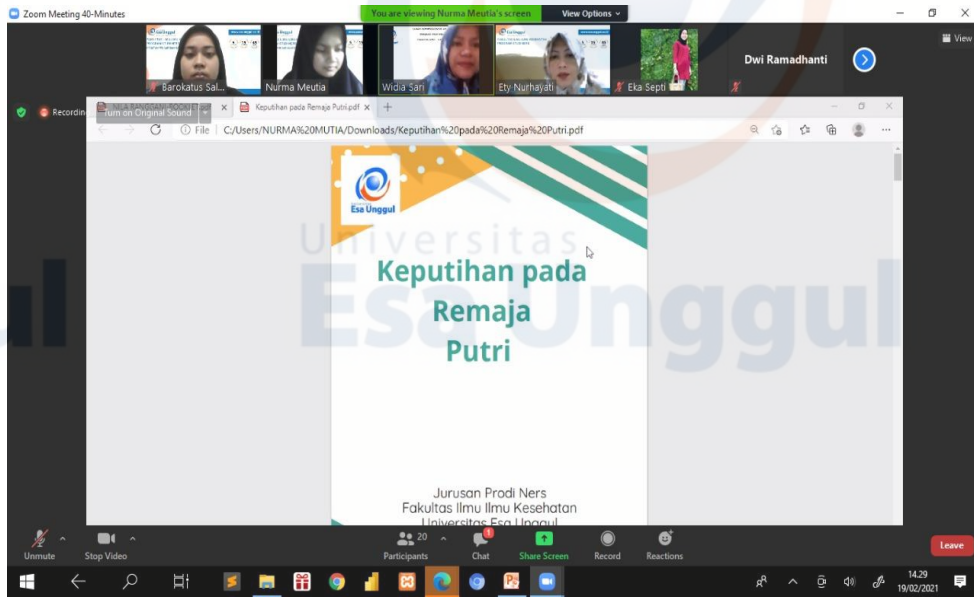 Zoom Meeting 40-Minutes
You are viewing Nurma Meutia's screen
View Options
View
Barokatus Sal...
Nurma Meutia
Widia Sari
Ety Nurhayati
Eka Septi
Dwi Ramadhanti
Recordin
Turn on Original Sound
Keputihan pada Remaja Putri.pdf
File
C:/Users/NURMA%20MUTIA/Downloads/Keputihan%20pada%20Remaja%20Putri.pdf
Esa Unggul
Universitas
Esa Unggul
ul
Keputihan pada
Remaja
Putri
Jurusan Prodi Ners
Fakultas Ilmu Ilmu Kesehatan
Universitas Esa Unggul
Unmute
Stop Video
20
Participants
1
Chat
Share Screen
Record
Reactions
Leave
14.29
19/02/2021